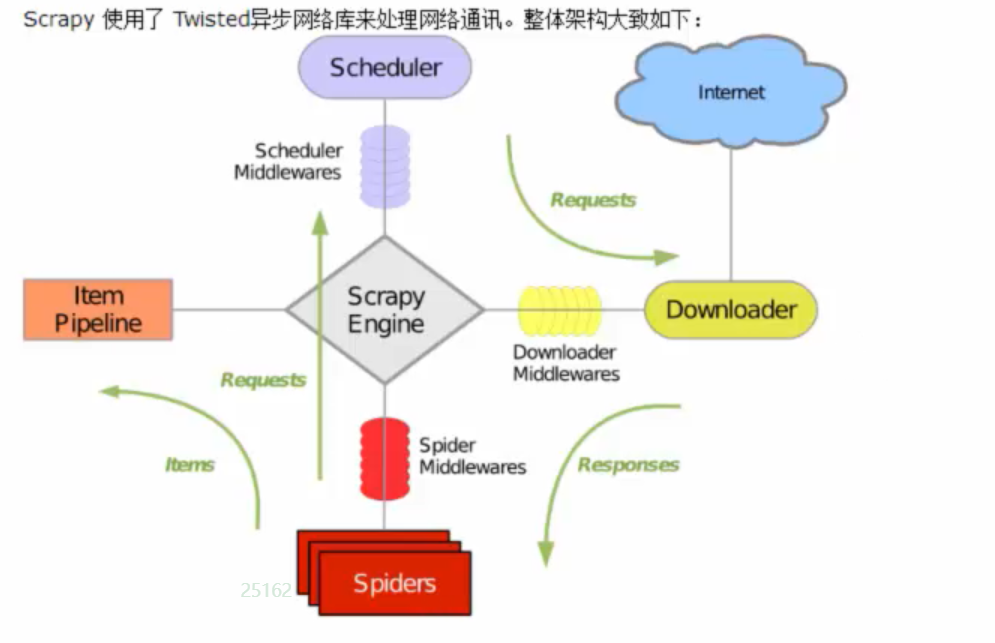 Scrapy 使用了 Twisted异步网络库来处理网络通讯。整体架构大致如下：
Scheduler
Internet
Scheduler
Middlewares
Requests
Item
Pipeline
Scrapy
Engine
Downloader
Downloader
Middlewares
Requests
Items
Spider
Middlewares
Responses
Spiders
25162